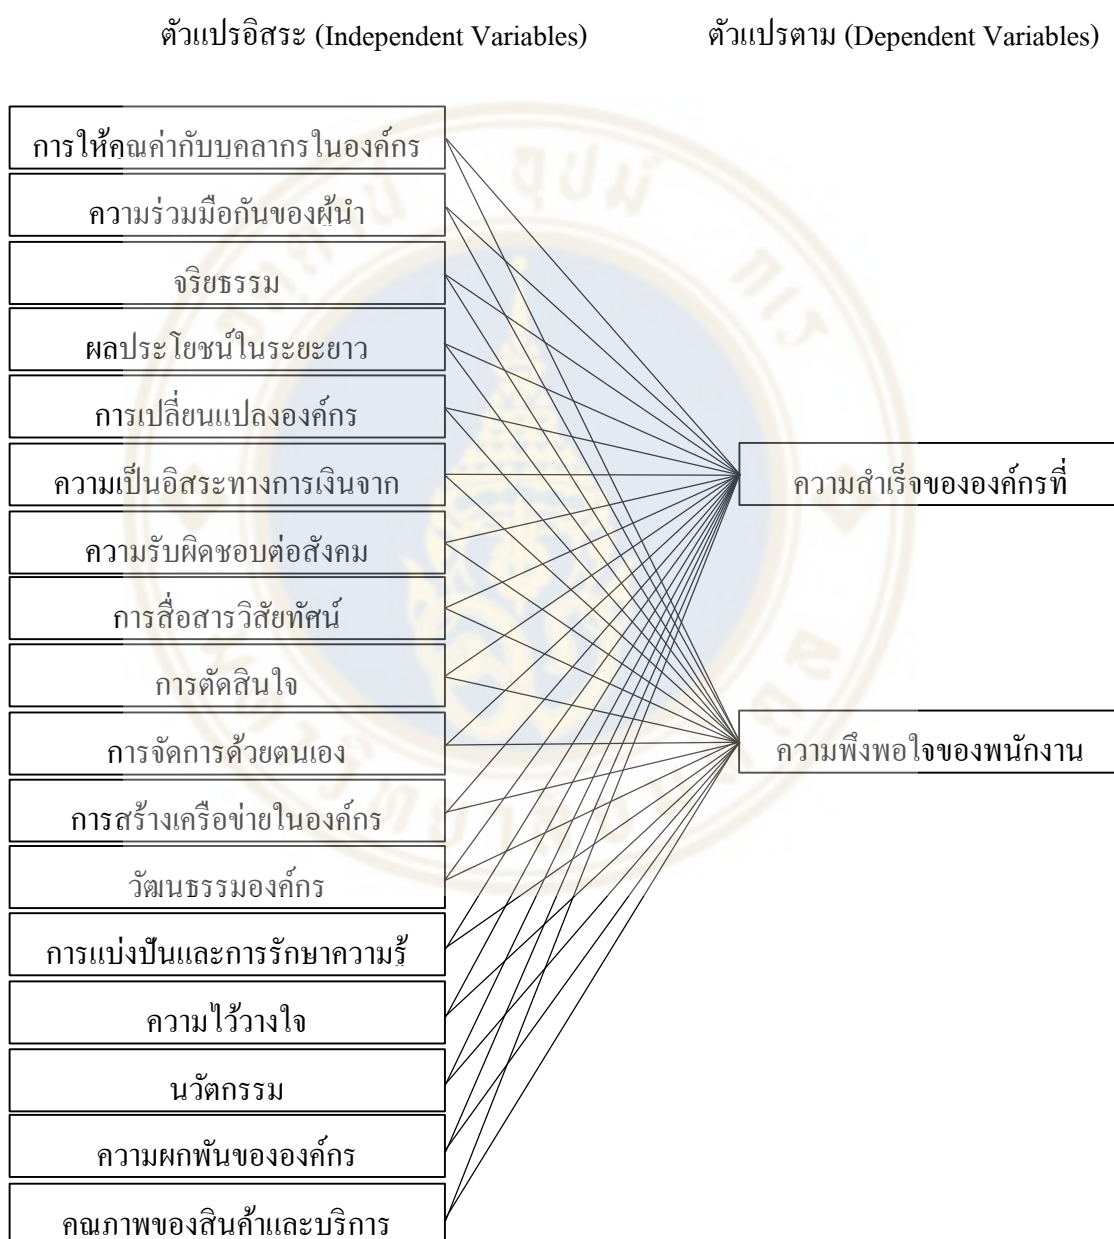 ตัวแปรอิสระ (Independent Variables)
ตัวแปรตาม (Dependent Variables)
การให้คุณค่ากับบุคลากรในองค์กร
ความร่วมมือกันของผู้นำ
จริยธรรม
ผลประโยชน์ในระยะยาว
การเปลี่ยนแปลงองค์กร
ความเป็นอิสระทางการเงินจาก
ความสำเร็จขององค์กรที่
ความรับผิดชอบต่อสังคม
การสื่อสารวิสัยทัศน์
การตัดสินใจ
การจัดการด้วยตนเอง
ความพึงพอใจของพนักงาน
การสร้างเครือข่ายในองค์กร
วัฒนธรรมองค์กร
การแบ่งปันและการรักษาความรู้
ความไว้วางใจ
นวัตกรรม
ความผูกพันขององค์กร
คุณภาพของสินค้าและบริการ